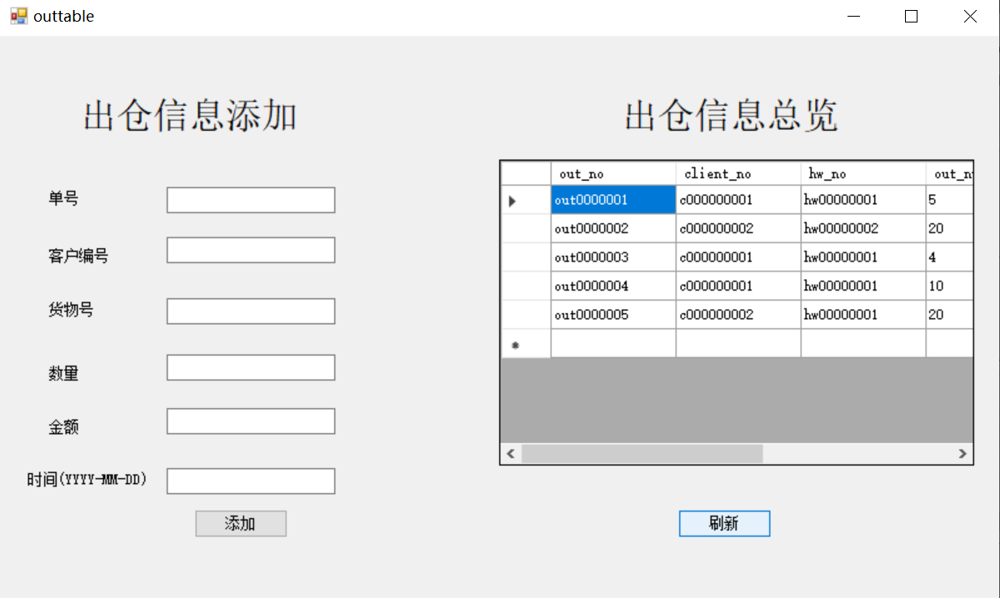 outtable
出仓信息添加
出仓信息总览
单号
客户编号
货物号
数量
金额
时间(YYYY-MM-DD)
添加
out_no client_no hw_no
out0000001 c000000001 hw00000001 5
out0000002 c000000002 hw00000002 20
out0000003 c000000001 hw00000001 4
out0000004 c000000001 hw00000001 10
out0000005 c000000002 hw00000001 20
刷新